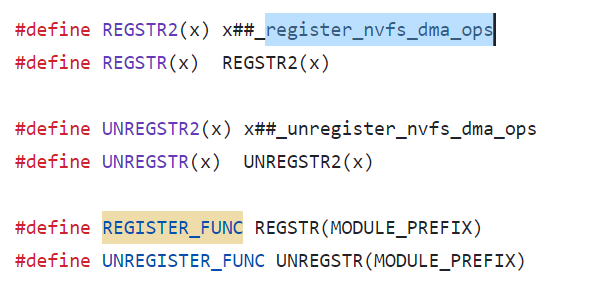 #define REGSTR2(x) x##_register_nvfs_dma_ops
#define REGSTR(x)  REGSTR2(x)
#define UNREGSTR2(x) x##_unregister_nvfs_dma_ops
#define UNREGSTR(x)  UNREGSTR2(x)
#define REGISTER_FUNC REGSTR(MODULE_PREFIX)
#define UNREGISTER_FUNC UNREGSTR(MODULE_PREFIX)